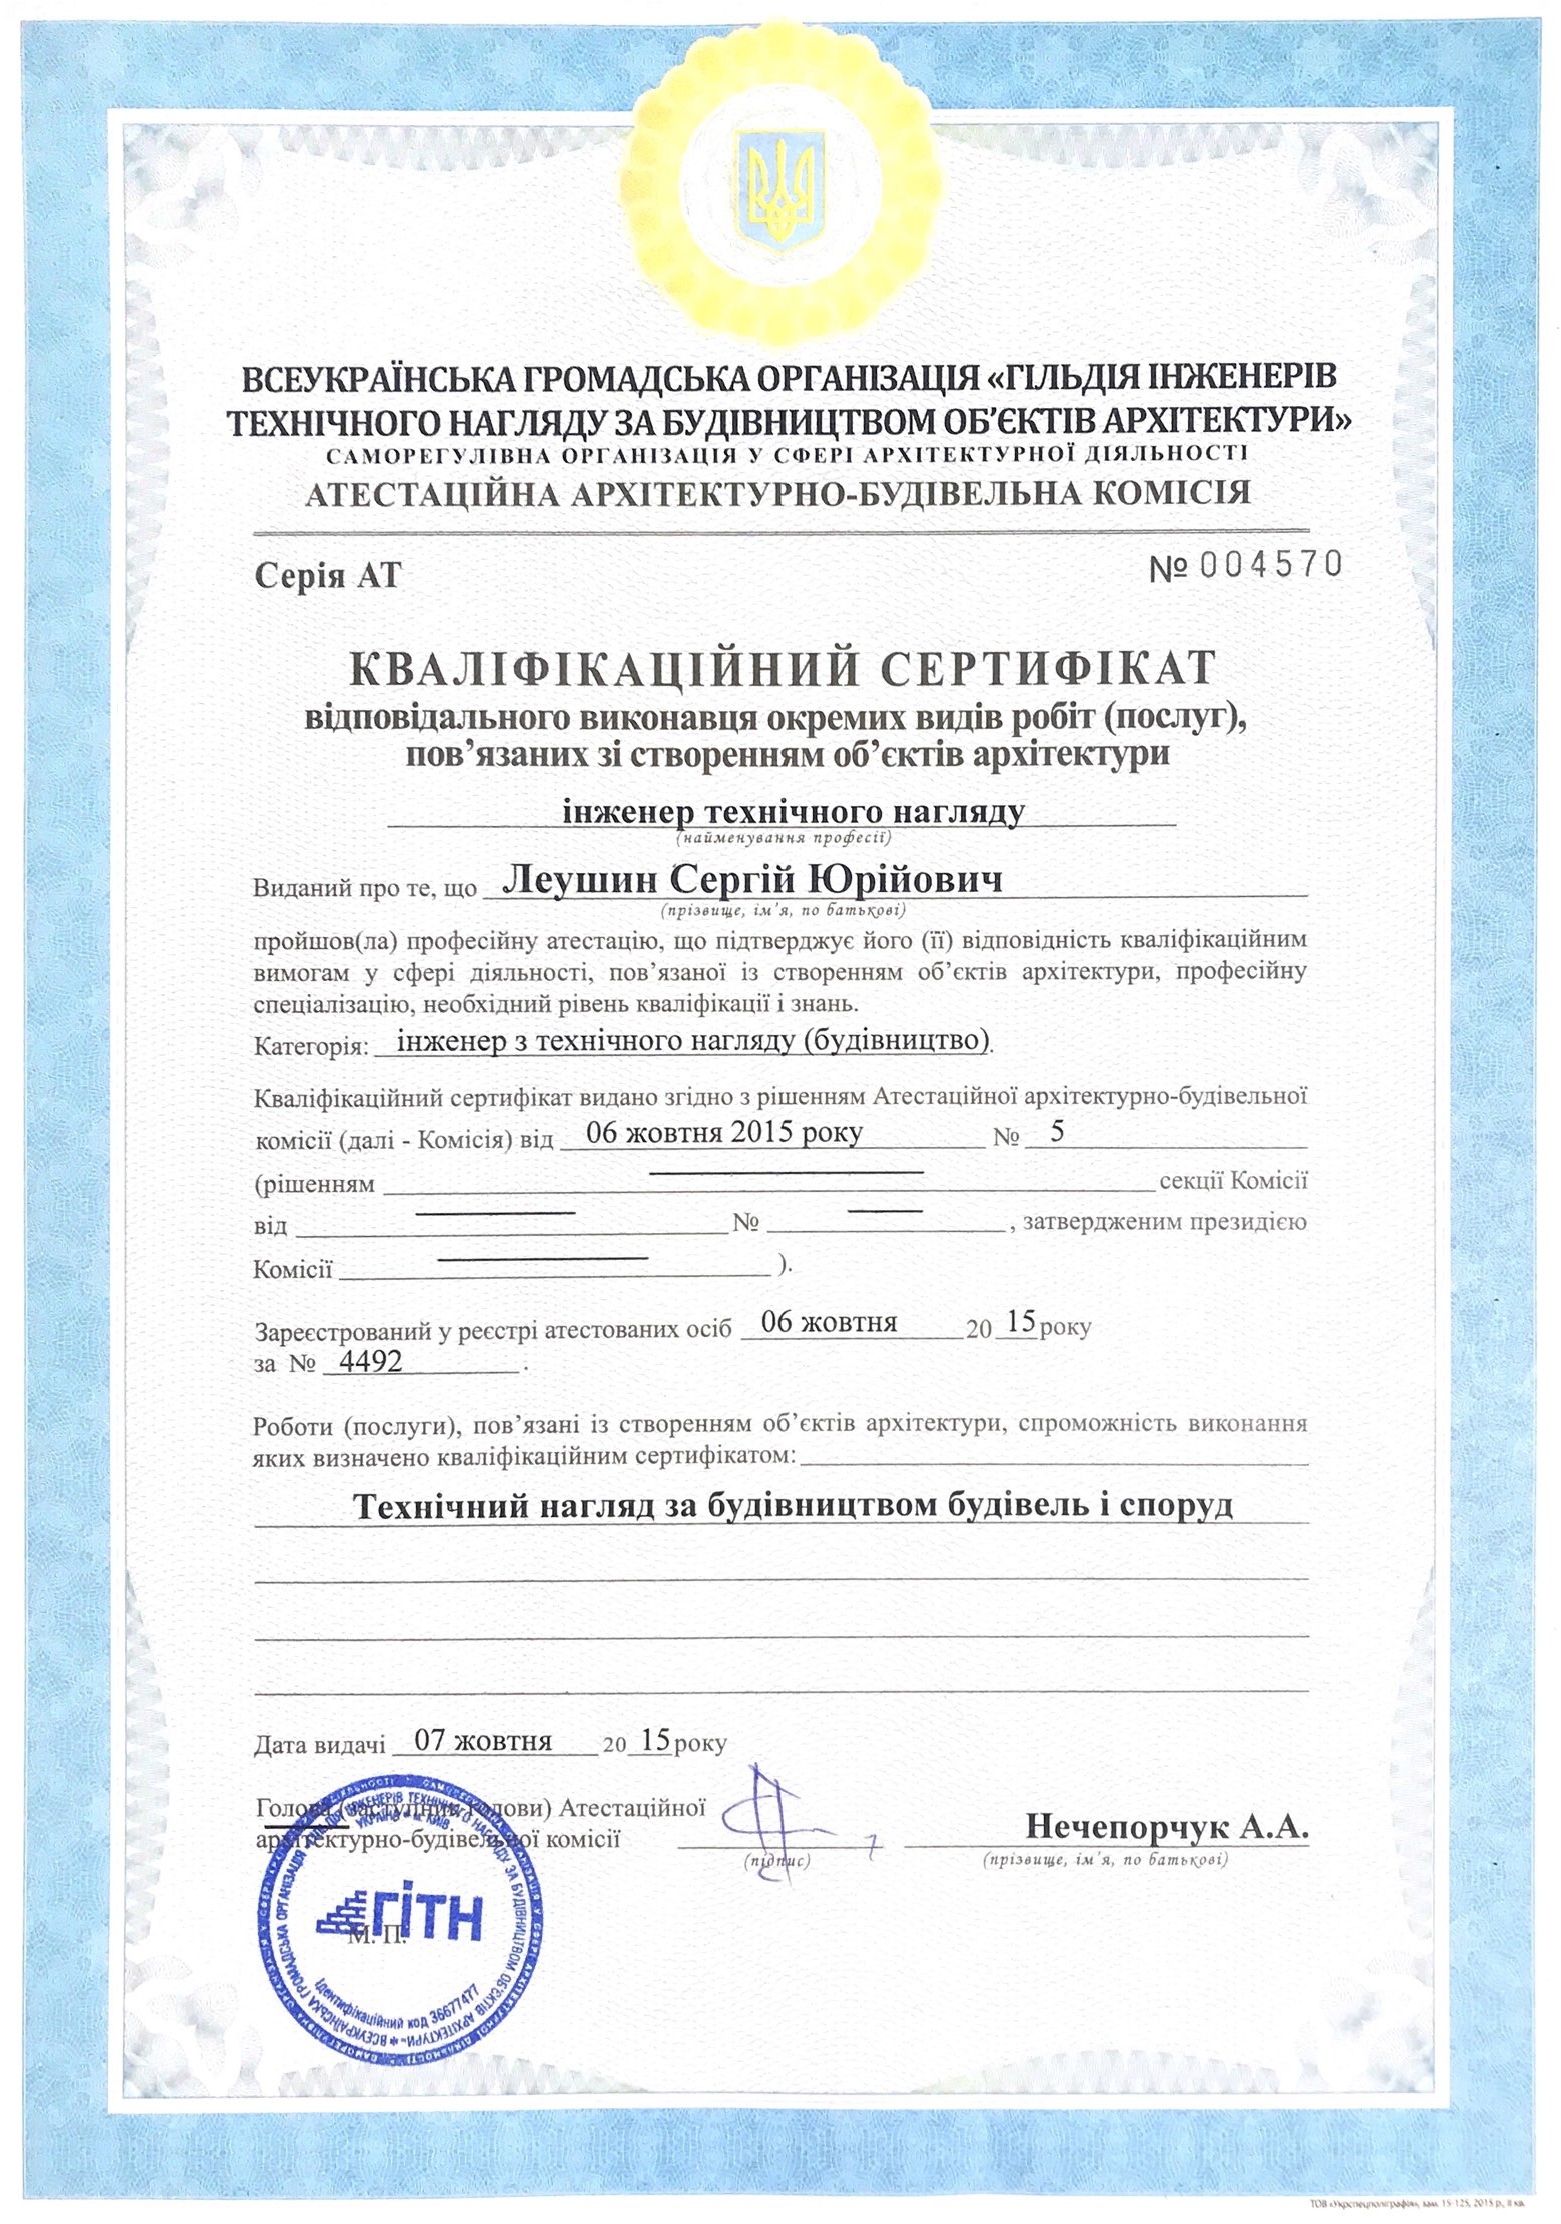 ВСЕУКРАЇНСЬКА ГРОМАДСЬКА ОРГАНІЗАЦІЯ «ГІЛЬДІЯ ІНЖЕНЕРІВ
ТЕХНІЧНОГО НАГЛЯДУ ЗА БУДІВНИЦТВОМ ОБ'ЄКТІВ АРХІТЕКТУРИ»
САМОРЕГУЛІВНА ОРГАНІЗАЦІЯ У СФЕРІ АРХІТЕКТУРНОЇ ДІЯЛЬНОСТІ
АТЕСТАЦІЙНА АРХІТЕКТУРНО-БУДІВЕЛЬНА КОМІСІЯ
Серія АТ № 004570
КВАЛІФІКАЦІЙНИЙ СЕРТИФІКАТ
відповідального виконавця окремих видів робіт (послуг),
пов'язаних зі створенням об'єктів архітектури
інженер технічного нагляду
(найменування професії)
Виданий про те, що Леушин Сергій Юрійович
(прізвище, ім'я, по батькові)
пройшов(ла) професійну атестацію, що підтверджує його (її) відповідність кваліфікаційним
вимогам у сфері діяльності, пов'язаної із створенням об'єктів архітектури, професійну
спеціалізацію, необхідний рівень кваліфікації і знань.
Категорія: інженер з технічного нагляду (будівництво).
Кваліфікаційний сертифікат видано згідно з рішенням Атестаційної архітектурно-будівельної
комісії (далі - Комісія) від 06 жовтня 2015 року № 5
(рішенням секції Комісії
від № , затвердженим президією
Комісії ).
Зареєстрований у реєстрі атестованих осіб 06 жовтня 20 15 року
за № 4492 .
Роботи (послуги), пов'язані із створенням об'єктів архітектури, спроможність виконання
яких визначено кваліфікаційним сертифікатом:
Технічний нагляд за будівництвом будівель і споруд
Дата видачі 07 жовтня 20 15 року
Голова (заступник голови) Атестаційної
архітектурно-будівельної комісії
(підпис)
Нечепорчук А.А.
(прізвище, ім'я, по батькові)
М. П.
ВСЕУКРАЇНСЬКА ГРОМАДСЬКА ОРГАНІЗАЦІЯ «ГІЛЬДІЯ ІНЖЕНЕРІВ ТЕХНІЧНОГО НАГЛЯДУ ЗА БУДІВНИЦТВОМ ОБ'ЄКТІВ АРХІТЕКТУРИ»
УКРАЇНА * м. КИЇВ
ГІТН
Ідентифікаційний код 36677477
ТОВ «Укрспецполіграфія», зам. 15-125, 2015 р., ІІ кв.